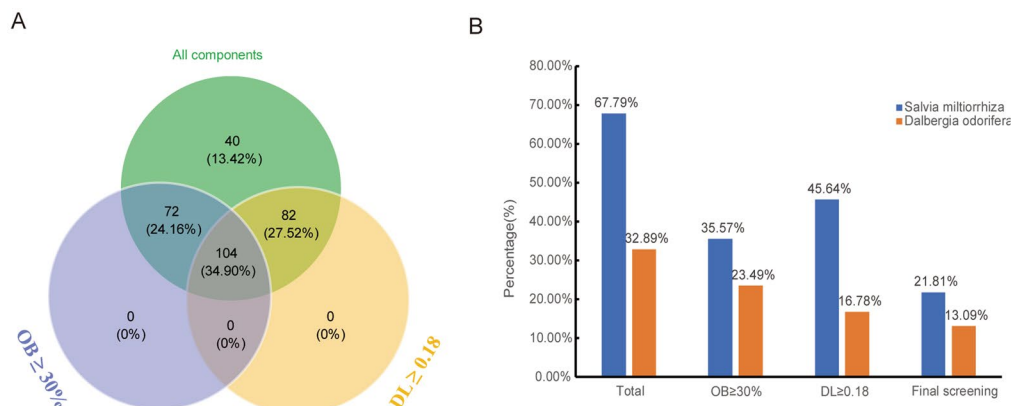 A
All components
40
(13.42%)
72
(24.16%)
82
(27.52%)
104
(34.90%)
0
(0%)
0
(0%)
0
(0%)
OB ≥ 30%
DL ≥ 0.18
B
80.00%
70.00%
60.00%
50.00%
40.00%
30.00%
20.00%
10.00%
0.00%
Percentage(%)
67.79%
32.89%
35.57%
23.49%
45.64%
16.78%
21.81%
13.09%
Salvia miltiorrhiza
Dalbergia odorifera
Total
OB≥30%
DL≥0.18
Final screening